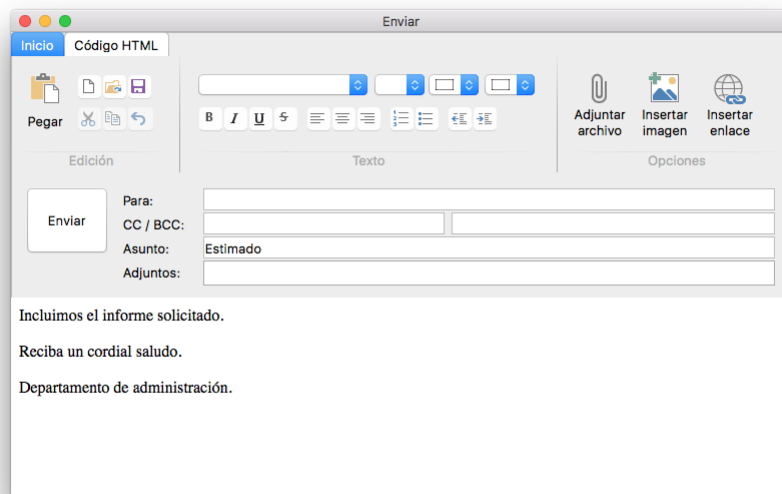 Enviar
Inicio Código HTML
Pegar
B I U S
Adjuntar archivo
Insertar imagen
Insertar enlace
Edición Texto Opciones
Enviar
Para:
CC / BCC:
Asunto: Estimado
Adjuntos:
Incluimos el informe solicitado.
Reciba un cordial saludo.
Departamento de administración.